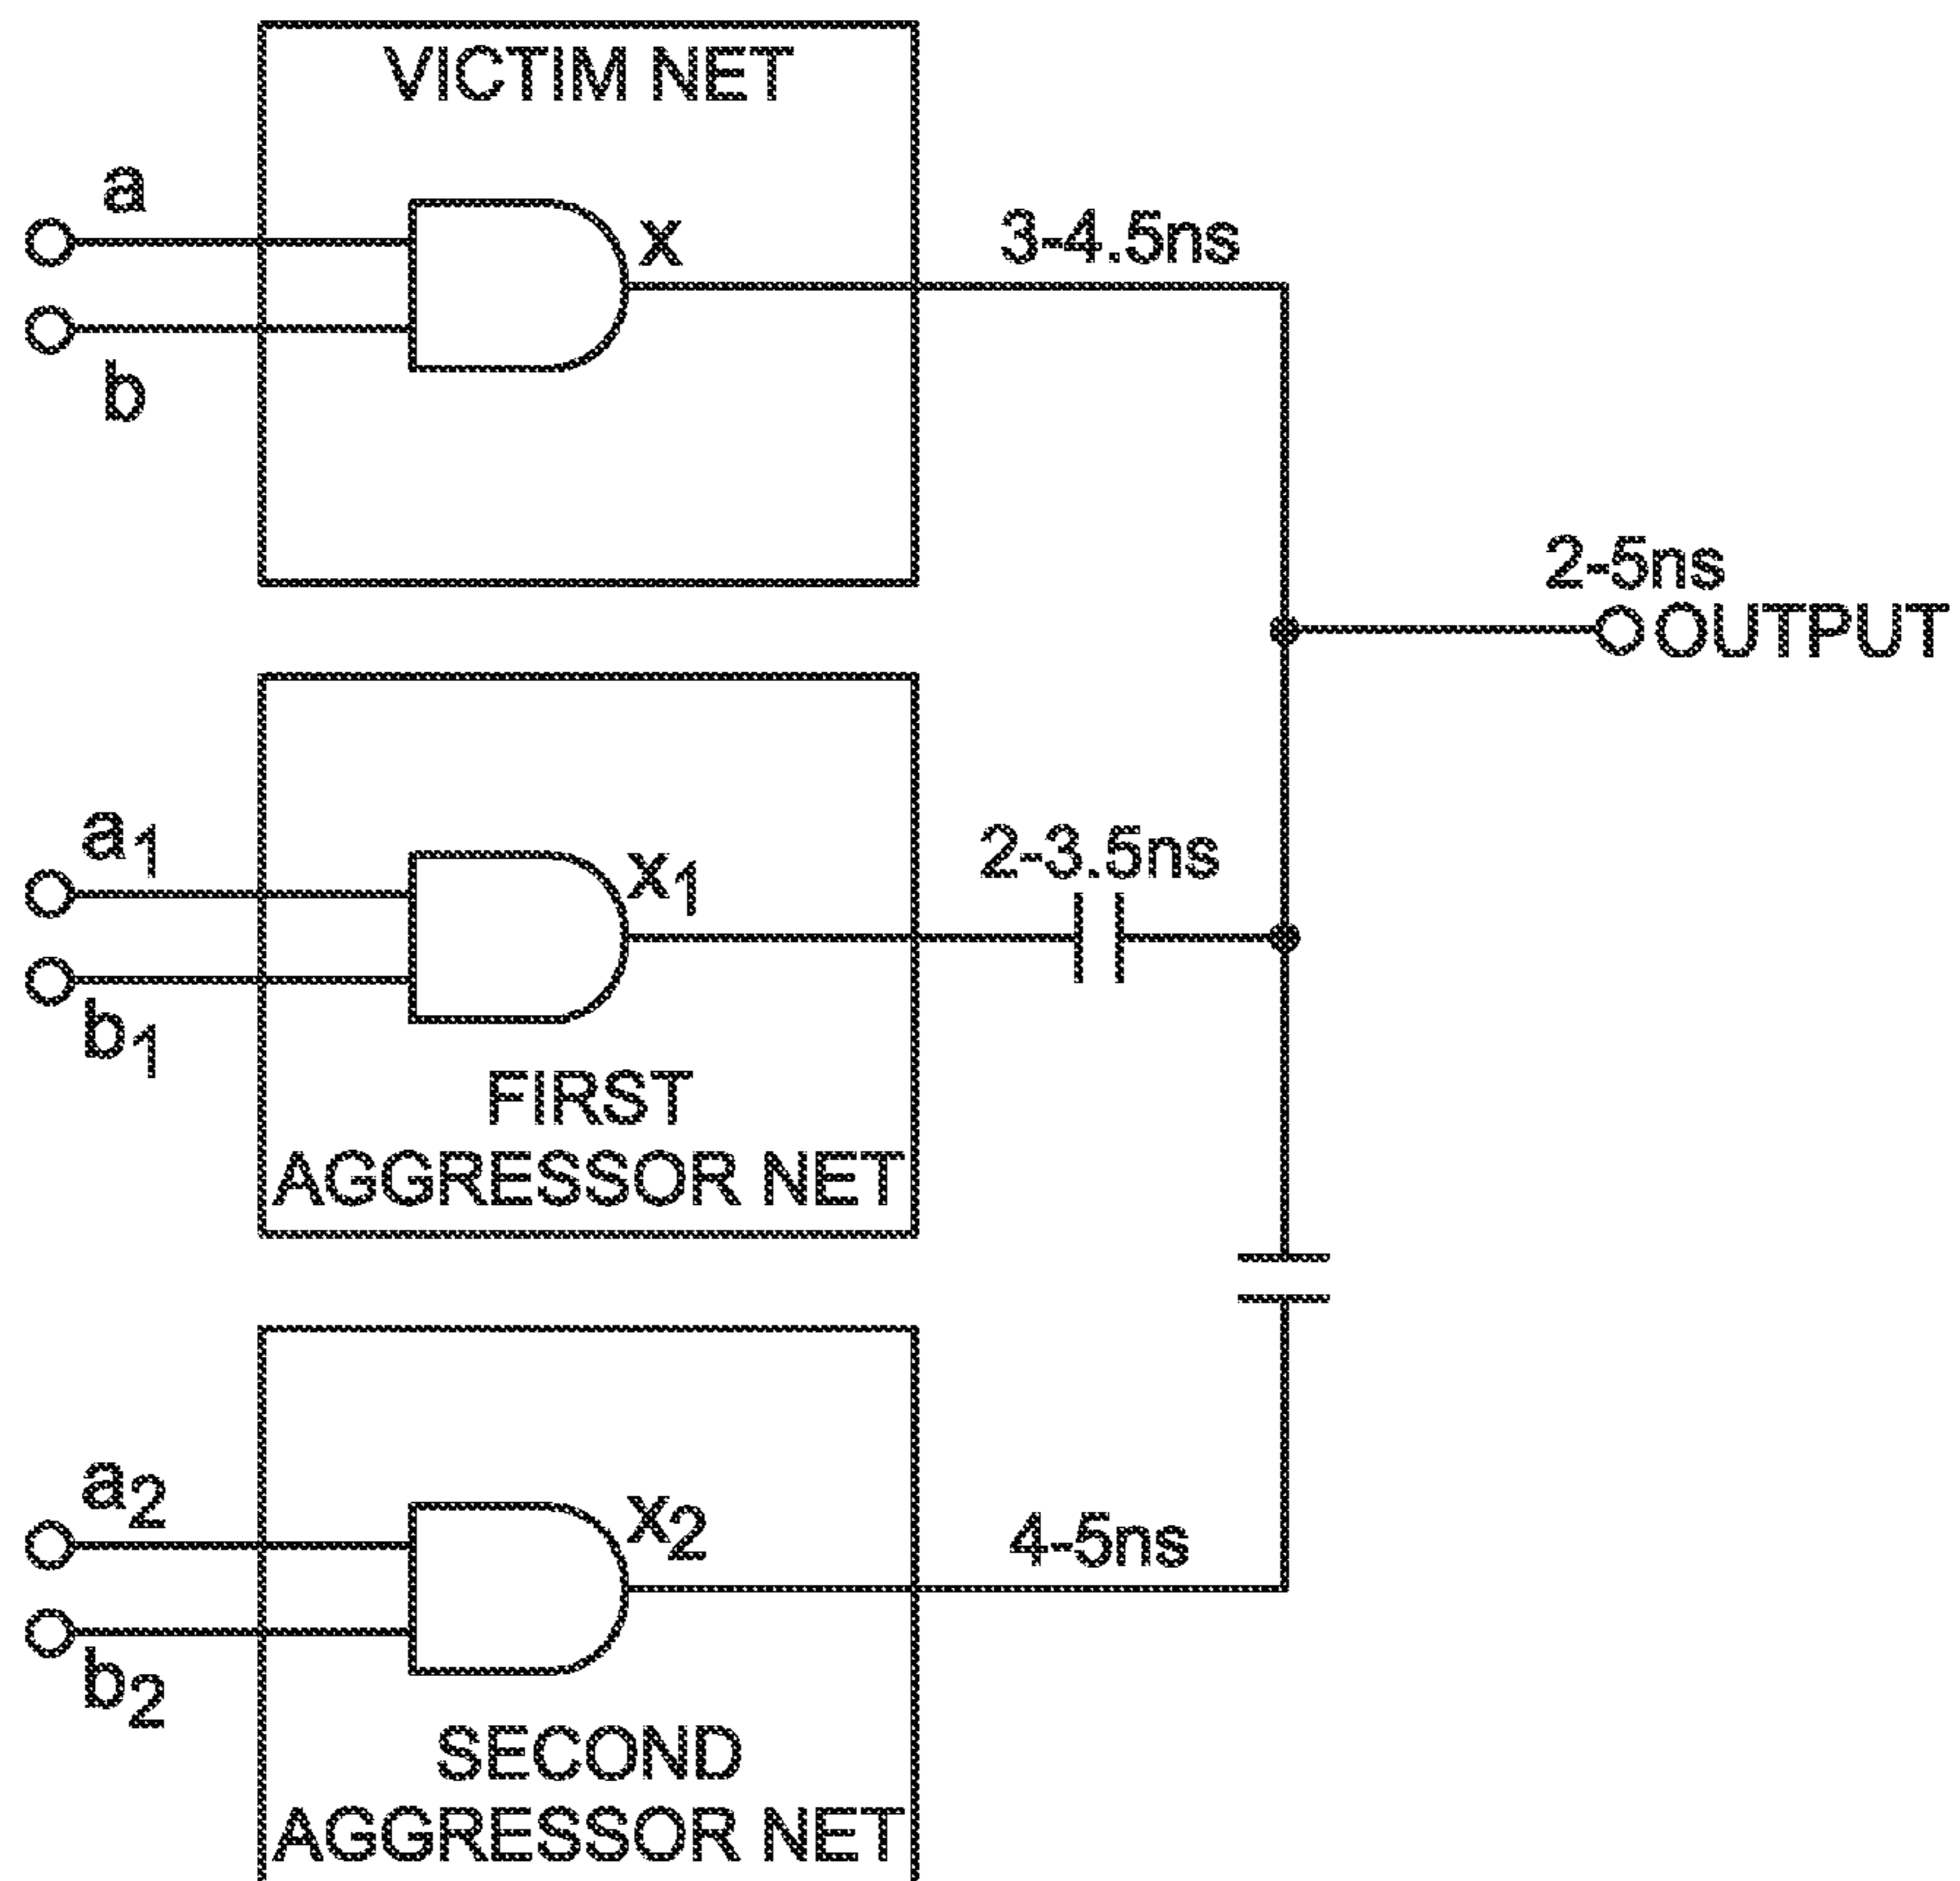 VICTIM NET
a
x
3-4.5ns
b
2-5ns
OUTPUT
a1
x1
2-3.5ns
b1
FIRST
AGGRESSOR NET
a2
x2
4-5ns
b2
SECOND
AGGRESSOR NET